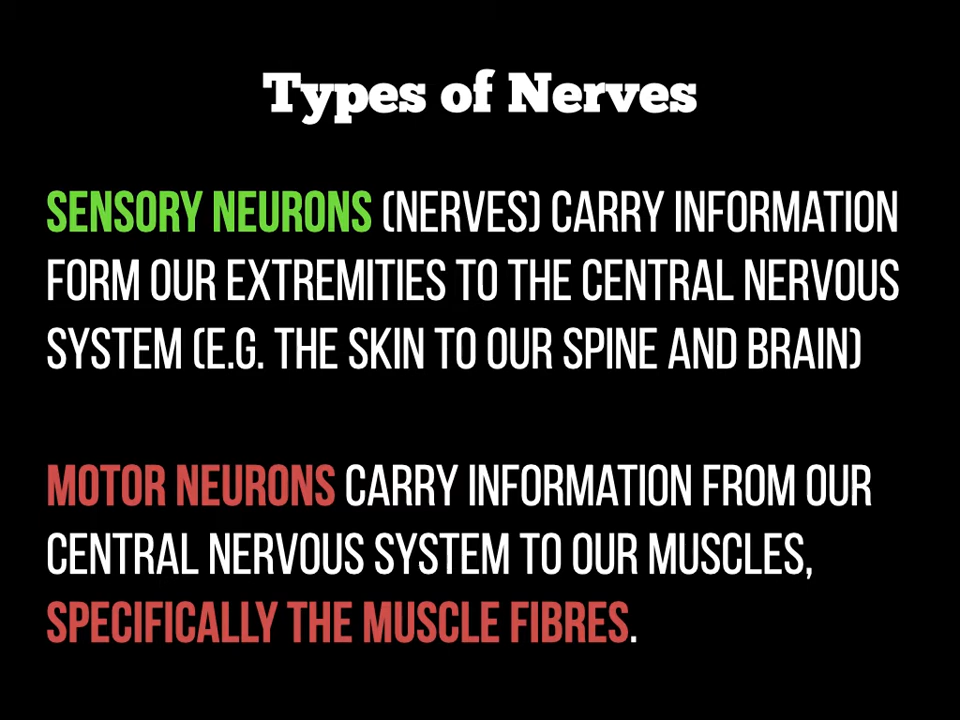 Types of Nerves
SENSORY NEURONS (NERVES) CARRY INFORMATION
FORM OUR EXTREMITIES TO THE CENTRAL NERVOUS
SYSTEM (E.G. THE SKIN TO OUR SPINE AND BRAIN)
MOTOR NEURONS CARRY INFORMATION FROM OUR
CENTRAL NERVOUS SYSTEM TO OUR MUSCLES,
SPECIFICALLY THE MUSCLE FIBRES.